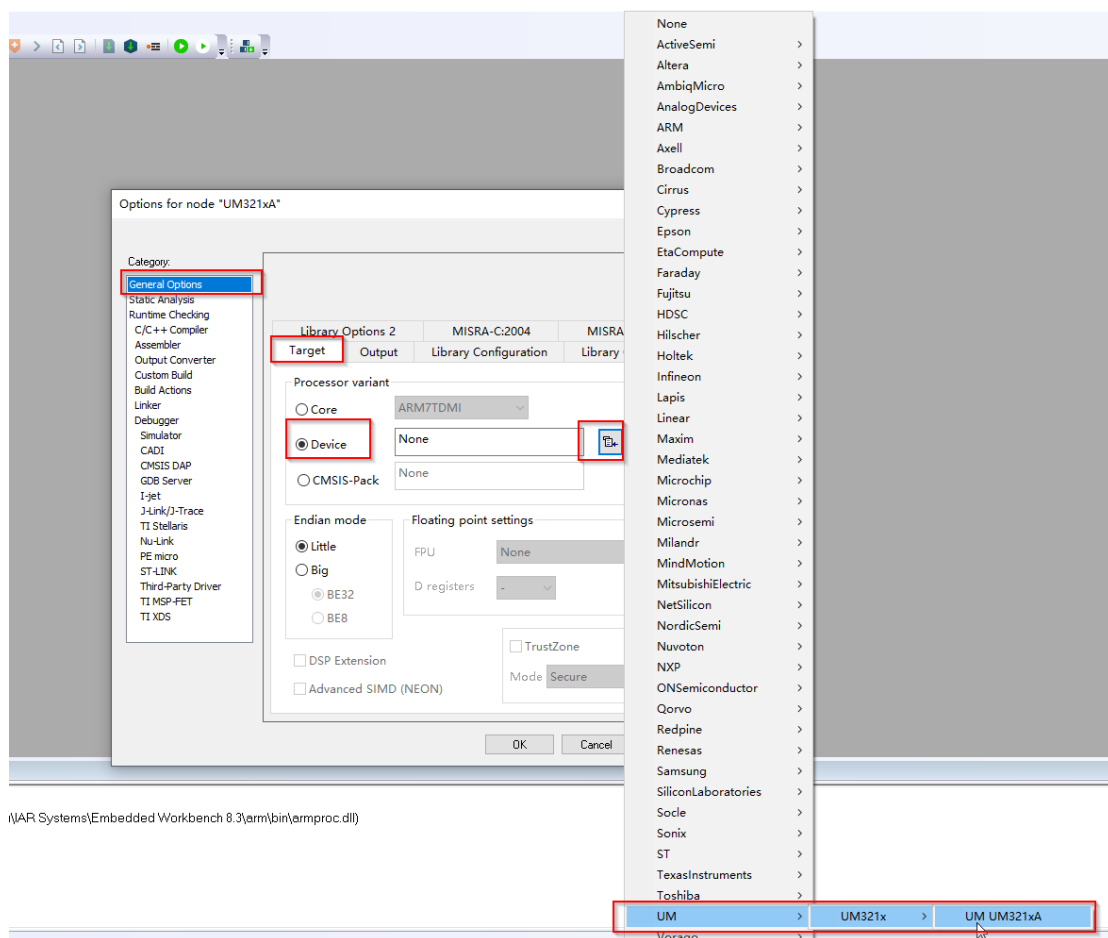 Options for node "UM321xA"
Category:
General Options
Static Analysis
Runtime Checking
C/C++ Compiler
Assembler
Output Converter
Custom Build
Build Actions
Linker
Debugger
Simulator
CADI
CMSIS DAP
GDB Server
I-jet
J-Link/J-Trace
TI Stellaris
Nu-Link
PE micro
ST-LINK
Third-Party Driver
TI MSP-FET
TI XDS
Library Options 2 MISRA-C:2004 MISRA
Target Output Library Configuration Library
Processor variant
Core ARM7TDMI
Device None
CMSIS-Pack None
Endian mode
Little
Big
BE32
BE8
Floating point settings
FPU None
D registers -
DSP Extension
Advanced SIMD (NEON)
TrustZone
Mode Secure
OK Cancel
\IAR Systems\Embedded Workbench 8.3\arm\bin\armproc.dll)
None
ActiveSemi
Altera
AmbiqMicro
AnalogDevices
ARM
Axell
Broadcom
Cirrus
Cypress
Epson
EtaCompute
Faraday
Fujitsu
HDSC
Hilscher
Holtek
Infineon
Lapis
Linear
Maxim
Mediatek
Microchip
Micronas
Microsemi
Milandr
MindMotion
MitsubishiElectric
NetSilicon
NordicSemi
Nuvoton
NXP
ONSemiconductor
Qorvo
Redpine
Renesas
Samsung
SiliconLaboratories
Socle
Sonix
ST
TexasInstruments
Toshiba
UM UM321x UM UM321xA
Vorago